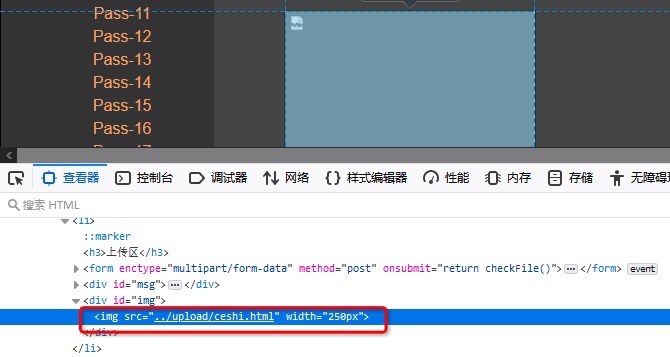 Pass-11
Pass-12
Pass-13
Pass-14
Pass-15
Pass-16
查看器 控制台 调试器 网络 样式编辑器 性能 内存 存储
搜索 HTML
<li>
::marker
<h3>上传区</h3>
<form enctype="multipart/form-data" method="post" onsubmit="return checkFile()">⋯</form> event
<div id="msg">⋯</div>
<div id="img">
<img src="../upload/ceshi.html" width="250px">
</div>
</li>